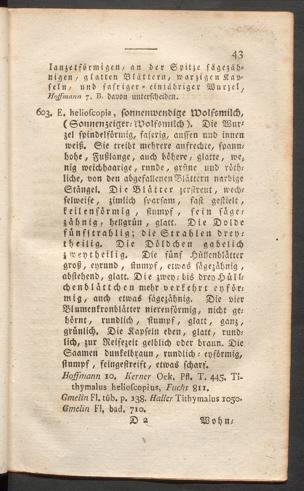 43
lanzetförmigen, an der Spitze sägezäh-
nigen, glatten Blättern, warzigen Kap-
seln, und fasriger-einjähriger Wurzel,
Hoffmann 7. B. davon unterscheiden.
603. E. helioscopia, sonnenwendige Wolfsmilch,
(Sonnenzeiger-Wolfsmilch). Die Wur-
zel spindelförmig, faserig, aussen und innen
weiß. Sie treibt mehrere aufrechte, spann-
hohe, Fußlange, auch höhere, glatte, we-
nig weichhaarige, runde, grüne und röth-
liche, von den abgefallenen Blättern narbige
Stängel. Die Blätter zerstreut, wech-
selweise, zimlich sparsam, fast gestielt,
keilenförmig, stumpf, fein säge-
zähnig, hellgrün, glatt. Die Dolde
fünfstrahlig; die Strahlen drey-
theilig. Die Döldchen gabelich
zweytheilig. Die fünf Hüllenblätter
groß, eyrund, stumpf, etwas sägezähnig,
abstehend, glatt. Die zwey- bis drey Hüll-
chenblättchen mehr verkehrt eyför-
mig, auch etwas sägezähnig. Die vier
Blumenkronblätter nierenförmig, nicht ge-
hörnt, rundlich, stumpf, glatt, ganz,
grünlich. Die Kapseln eben, glatt, rund-
lich, zur Reifezeit gelblich oder braun. Die
Saamen dunkelbraun, rundlich-eyförmig,
stumpf, feingestreift, etwas scharf.
Hoffmann 10. Kerner Oek. Pfl. T. 445. Ti-
thymalus helioscopius, Fuchs 811.
Gmelin Fl. tüb. p. 138. Haller Tithymalus 1050.
Gmelin Fl. bad. 710.
D 2 Wohn-